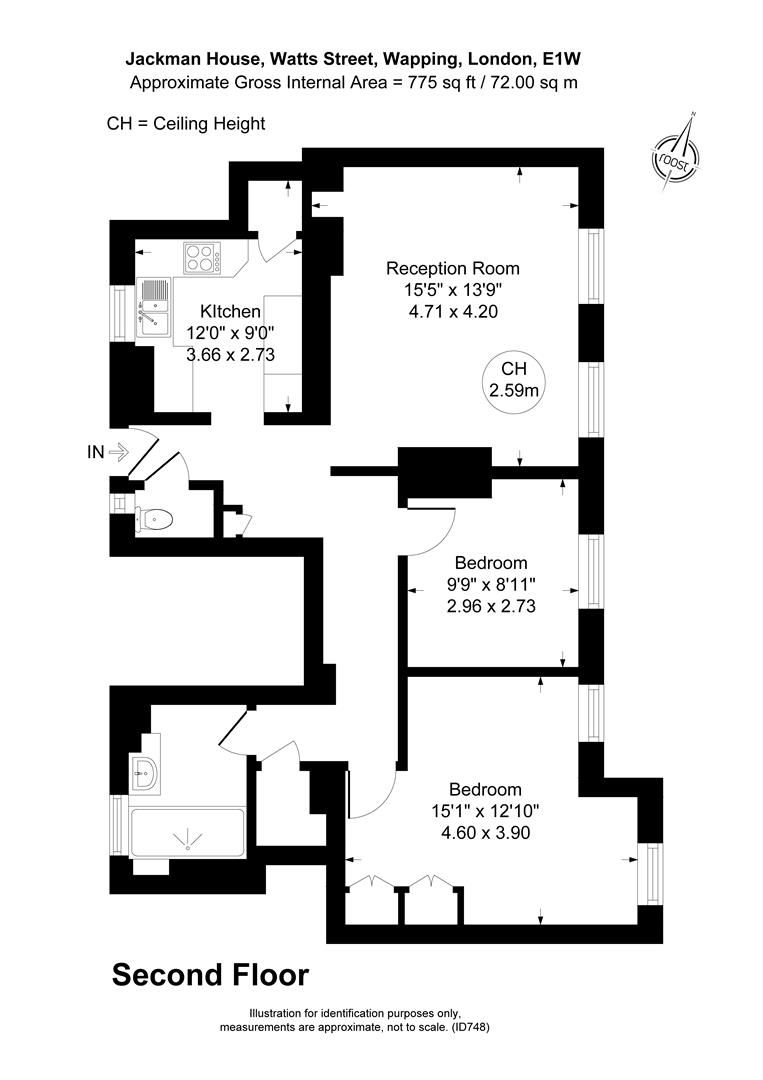 Jackman House, Watts Street, Wapping, London, E1W
Approximate Gross Internal Area = 775 sq ft / 72.00 sq m
CH = Ceiling Height
N
roost
Reception Room
15'5" x 13'9"
4.71 x 4.20
KItchen
12'0" x 9'0"
3.66 x 2.73
CH
2.59m
IN
Bedroom
9'9" x 8'11"
2.96 x 2.73
Bedroom
15'1" x 12'10"
4.60 x 3.90
Second Floor
Illustration for identification purposes only,
measurements are approximate, not to scale. (ID748)